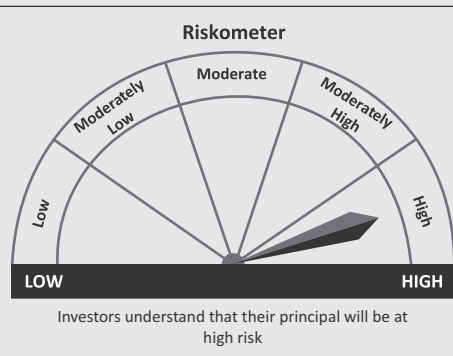 Riskometer
Low
Moderately
Low
Moderate
Moderately
High
High
LOW
HIGH
Investors understand that their principal will be at
high risk